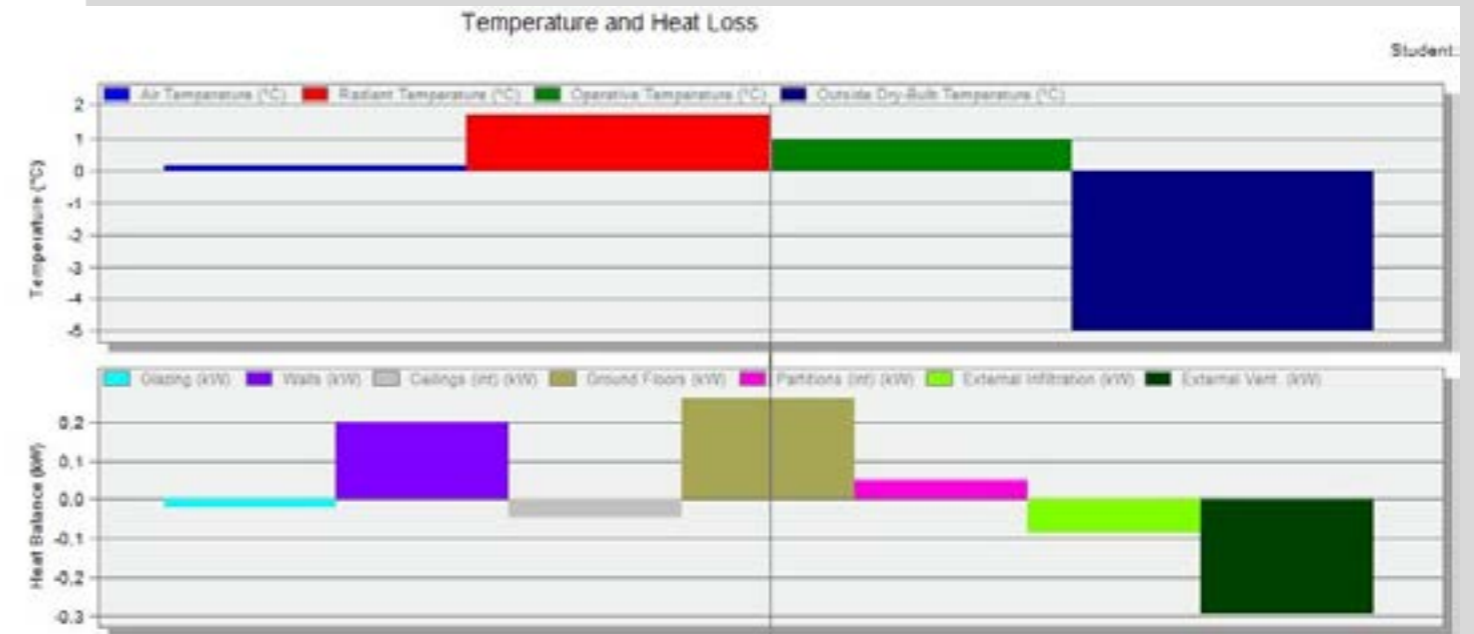 Temperature and Heat Loss
Student:
Air Temperature (°C) Radiant Temperature (°C) Operative Temperature (°C) Outside Dry-Bulb Temperature (°C)
Temperature (°C)
2
1
0
-1
-2
-3
-4
-5
Glazing (kW) Walls (kW) Ceilings (int) (kW) Ground Floors (kW) Partitions (int) (kW) External Infiltration (kW) External Vent. (kW)
Heat Balance (kW)
0.2
0.1
0.0
-0.1
-0.2
-0.3